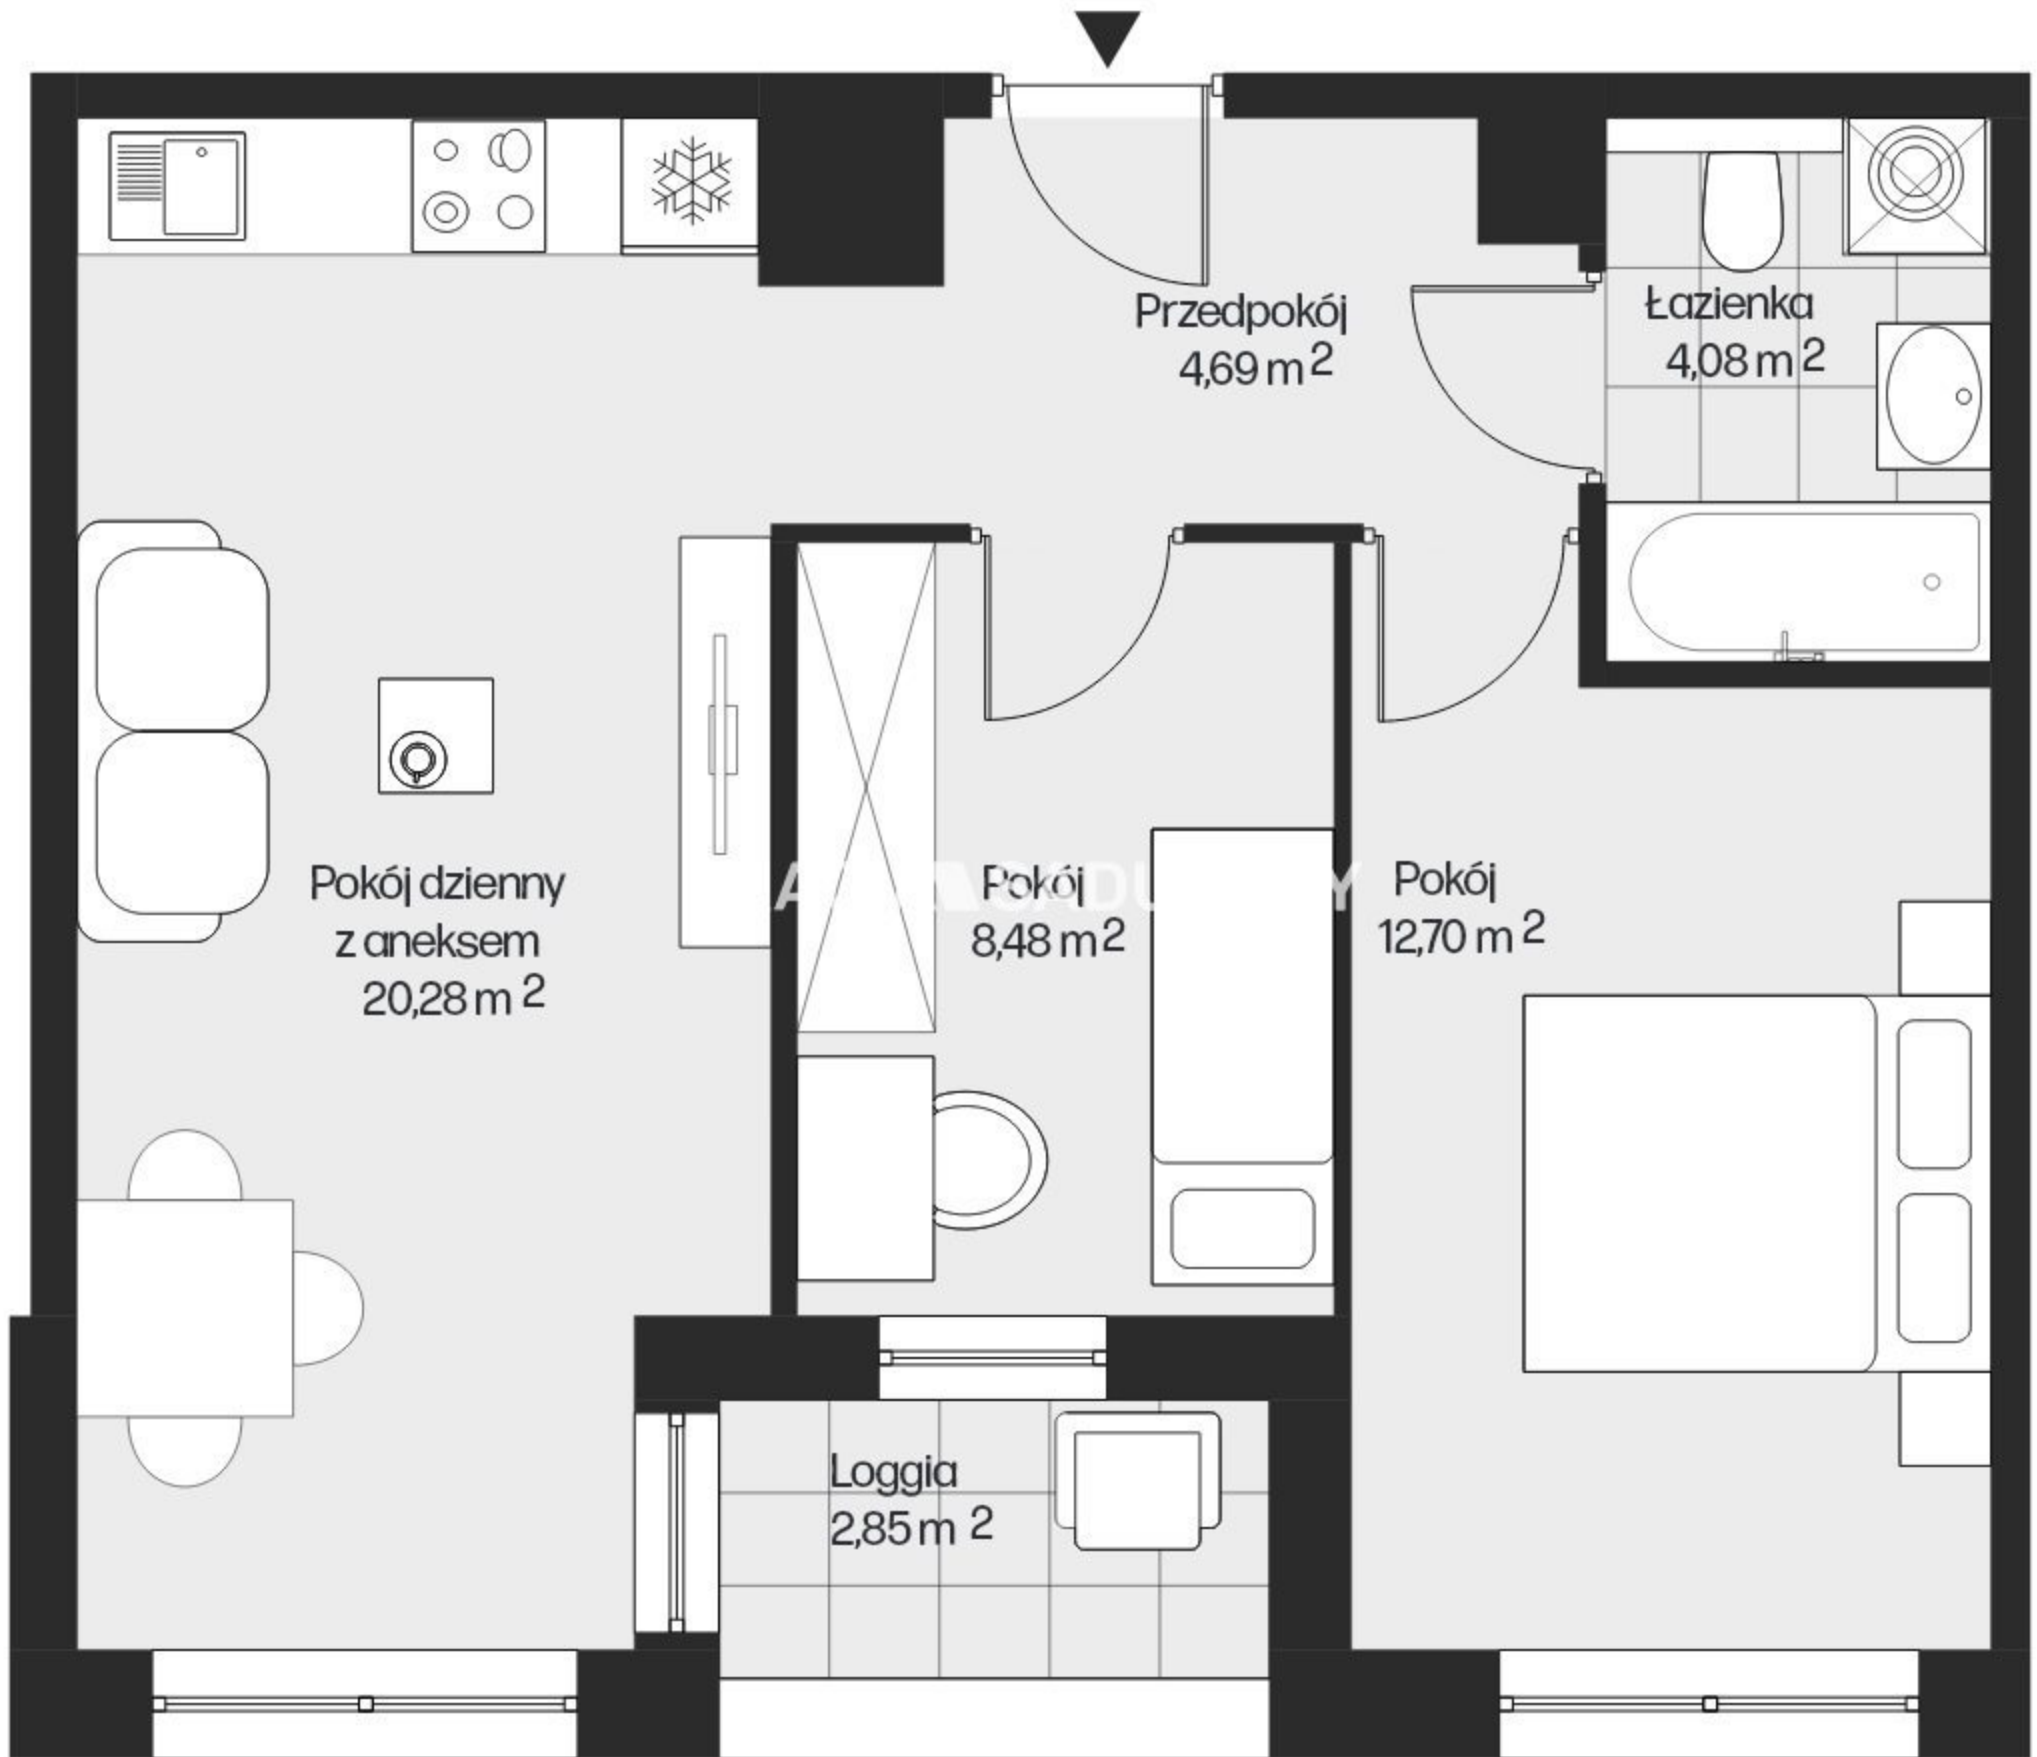 Przedpokój
4,69 m 2
Łazienka
4,08 m 2
Pokój dzienny
z aneksem
20,28 m 2
Pokój
8,48 m 2
Pokój
12,70 m 2
Loggia
2,85 m 2